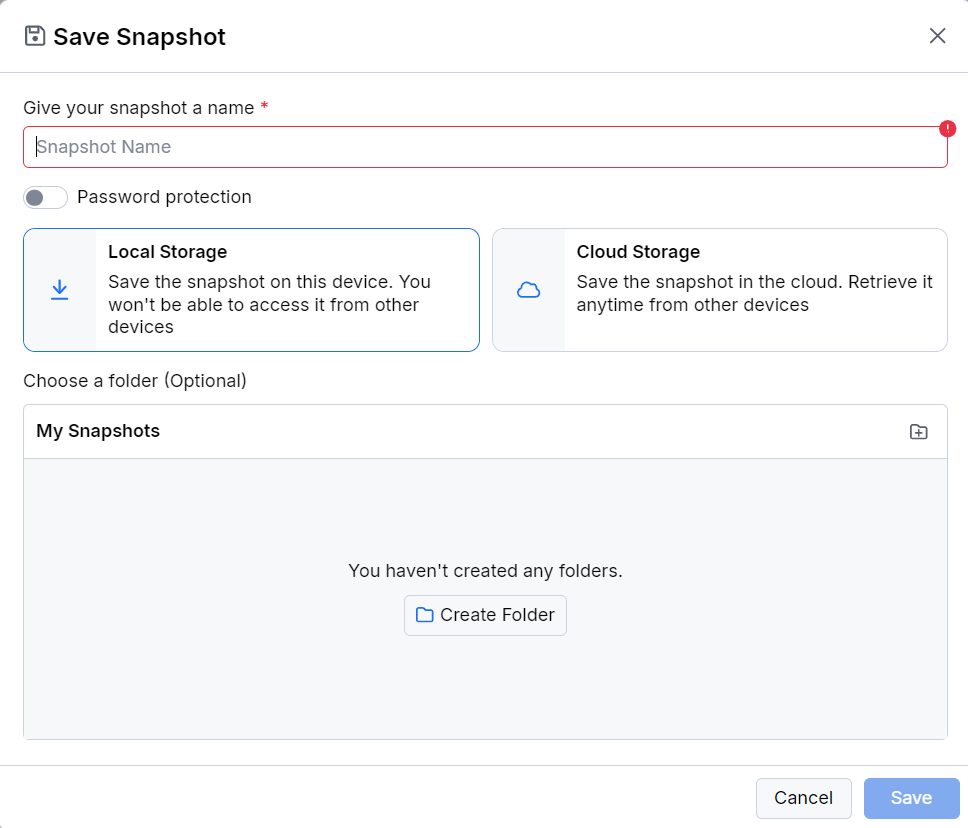 Save Snapshot
Give your snapshot a name *
Snapshot Name
Password protection
Local Storage
Save the snapshot on this device. You
won't be able to access it from other
devices
Cloud Storage
Save the snapshot in the cloud. Retrieve it
anytime from other devices
Choose a folder (Optional)
My Snapshots
You haven't created any folders.
Create Folder
Cancel
Save